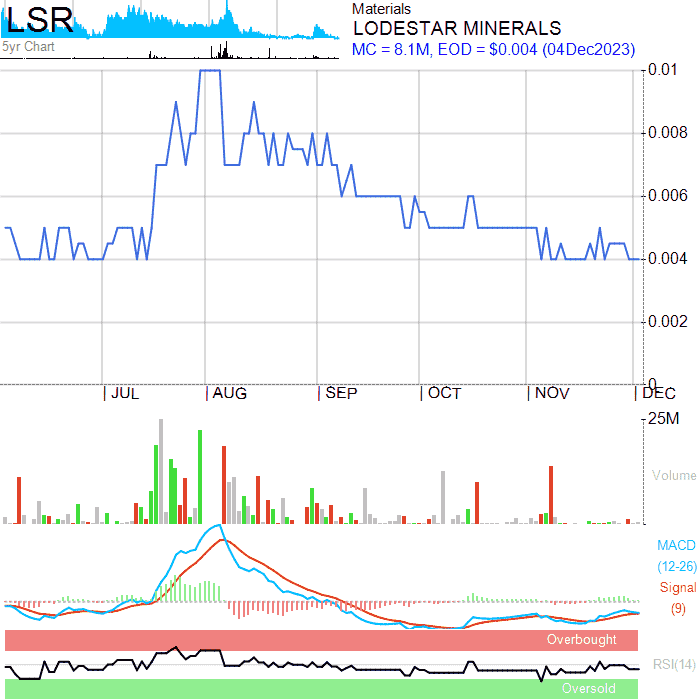 LSR
5yr Chart
Materials
LODESTAR MINERALS
MC = 8.1M, EOD = $0.004 (04Dec2023)
0.01
0.008
0.006
0.004
0.002
0
JUL
AUG
SEP
OCT
NOV
DEC
25M
Volume
MACD
(12-26)
Signal
(9)
Overbought
RSI(14)
Oversold